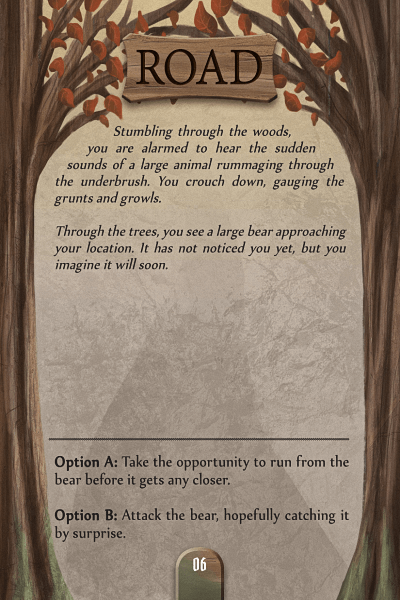 ROAD
Stumbling through the woods,
you are alarmed to hear the sudden
sounds of a large animal rummaging through
the underbrush. You crouch down, gauging the
grunts and growls.
Through the trees, you see a large bear approaching
your location. It has not noticed you yet, but you
imagine it will soon.
Option A: Take the opportunity to run from the
bear before it gets any closer.
Option B: Attack the bear, hopefully catching it
by surprise.
06